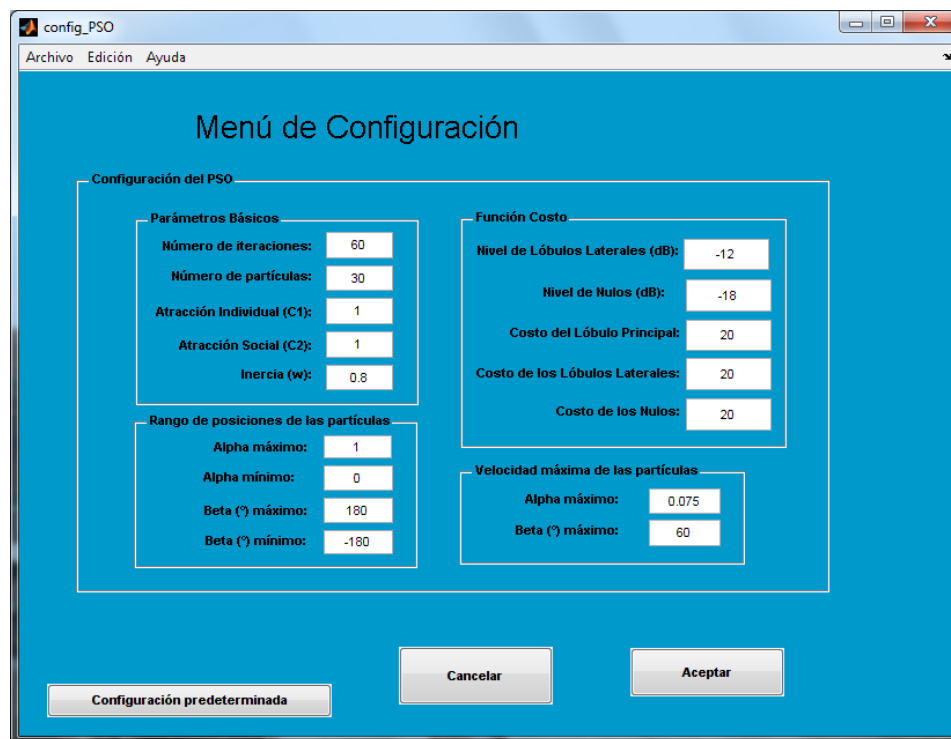 config_PSO
Archivo Edición Ayuda
Menú de Configuración
Configuración del PSO
Parámetros Básicos
Número de iteraciones: 60
Número de partículas: 30
Atracción Individual (C1): 1
Atracción Social (C2): 1
Inercia (w): 0.8
Rango de posiciones de las partículas
Alpha máximo: 1
Alpha mínimo: 0
Beta (º) máximo: 180
Beta (º) mínimo: -180
Función Costo
Nivel de Lóbulos Laterales (dB): -12
Nivel de Nulos (dB): -18
Costo del Lóbulo Principal: 20
Costo de los Lóbulos Laterales: 20
Costo de los Nulos: 20
Velocidad máxima de las partículas
Alpha máximo: 0.075
Beta (º) máximo: 60
Configuración predeterminada
Cancelar
Aceptar